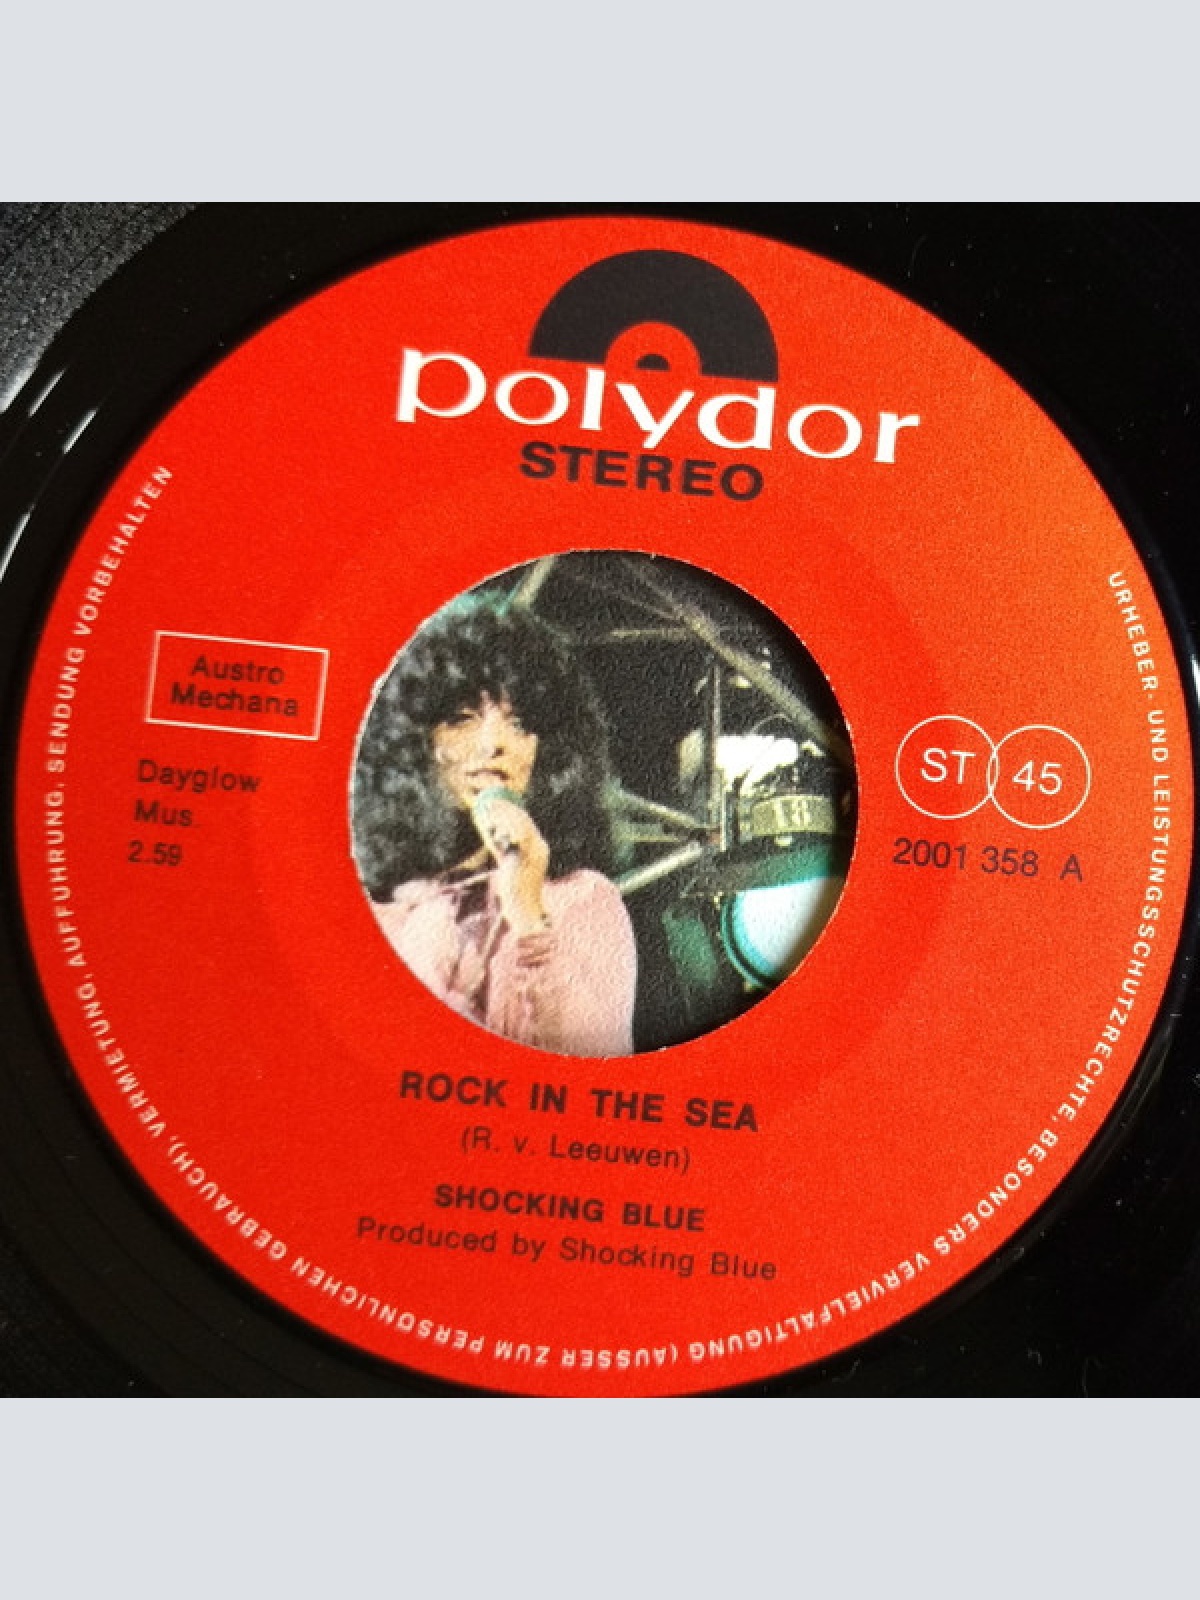 polydor
STEREO
Austro
Mechana
Dayglow
Mus.
2.59
ST 45
2001 358 A
ROCK IN THE SEA
(R. v. Leeuwen)
SHOCKING BLUE
Produced by Shocking Blue
URHEBER- UND LEISTUNGSSCHUTZRECHTE, BESONDERS VERVIELFÄLTIGUNG (AUSSER ZUM PERSÖNLICHEN GEBRAUCH), VERMIETUNG, AUFFÜHRUNG, SENDUNG VORBEHALTEN